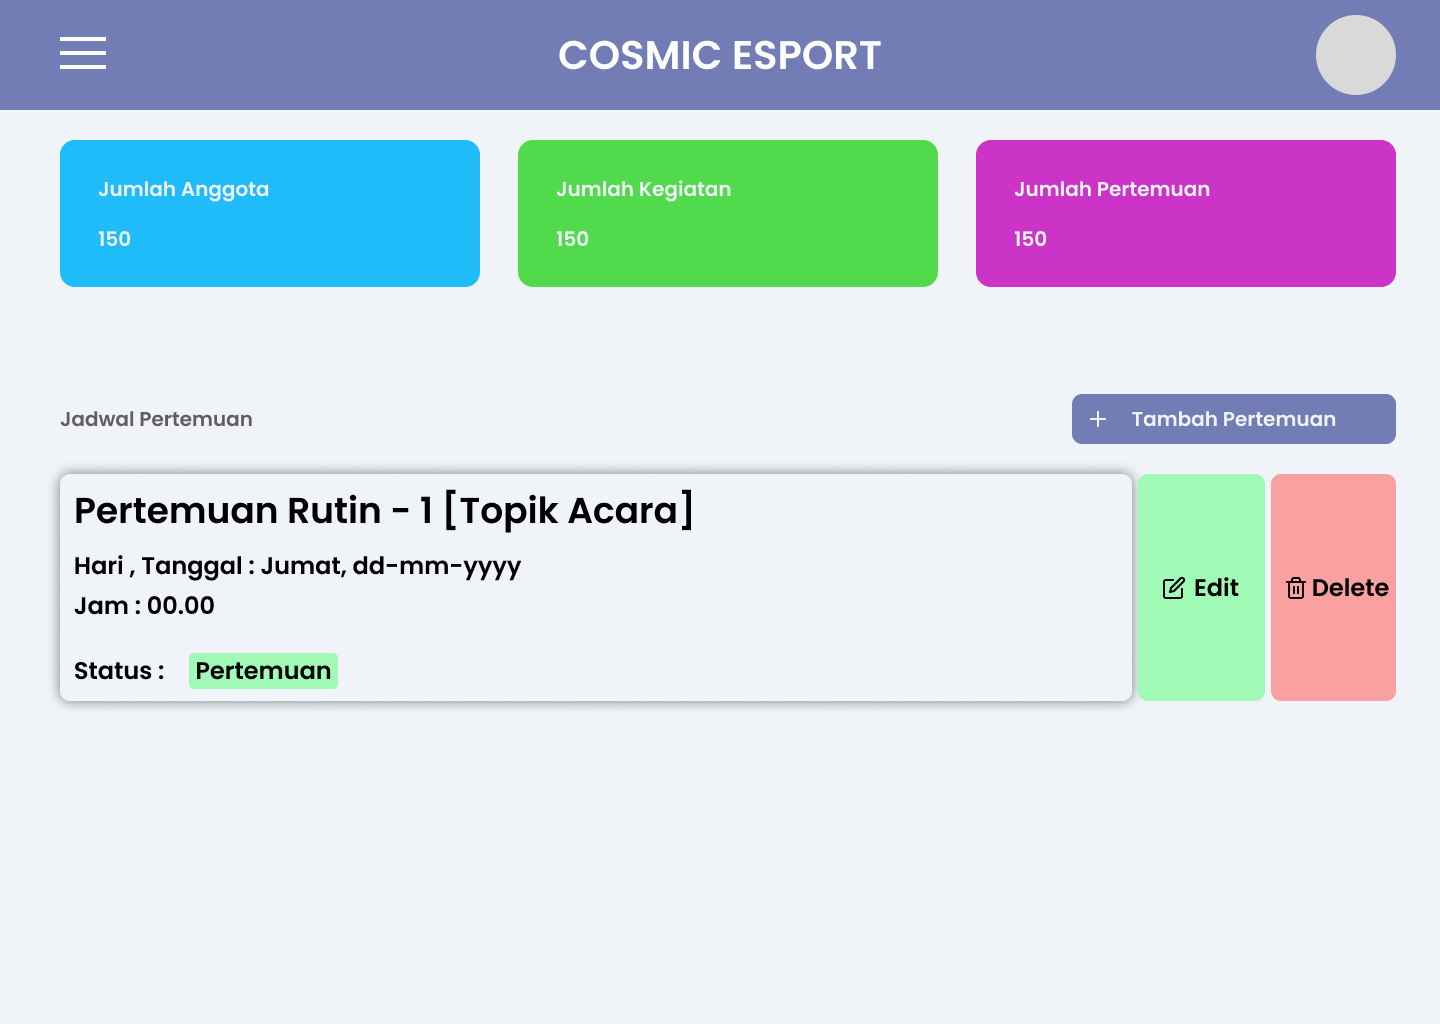 COSMIC ESPORT
Jumlah Anggota
150
Jumlah Kegiatan
150
Jumlah Pertemuan
150
Jadwal Pertemuan
Tambah Pertemuan
Pertemuan Rutin - 1 [Topik Acara]
Hari , Tanggal : Jumat, dd-mm-yyyy
Jam : 00.00
Status : Pertemuan
Edit
Delete